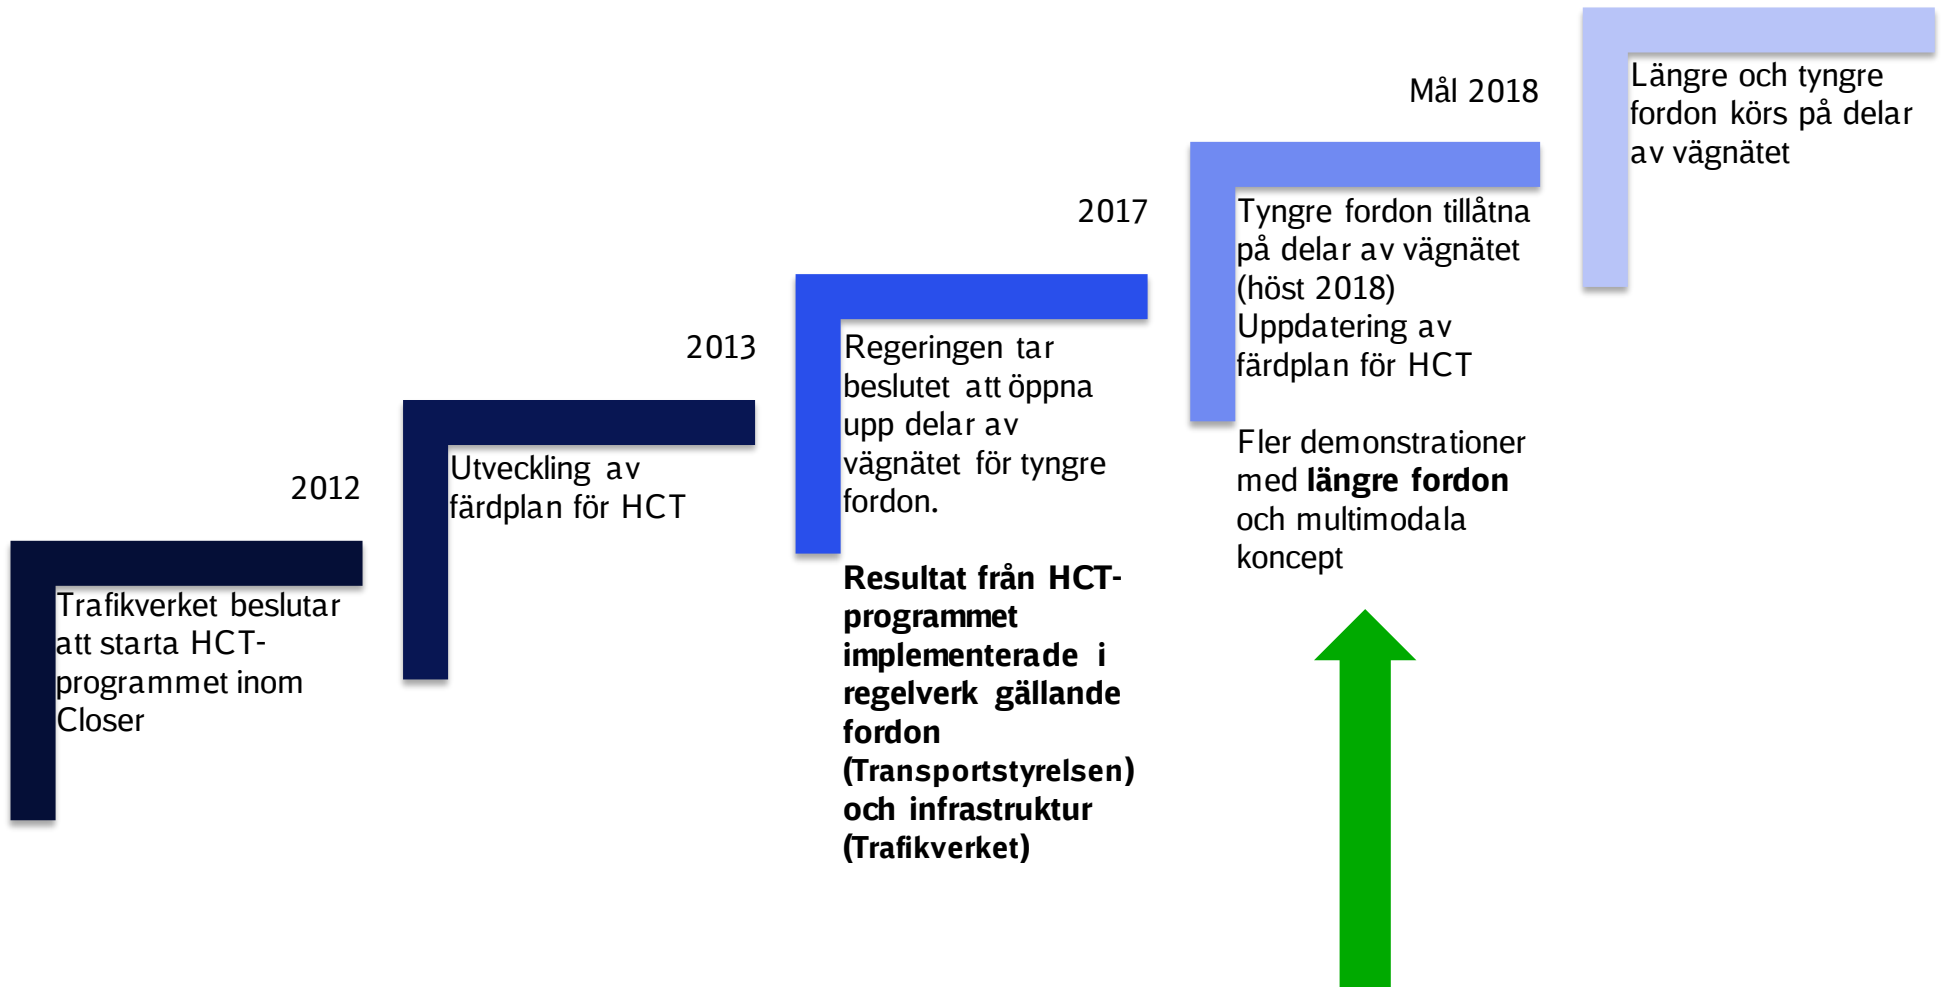 2012
Trafikverket beslutar
att starta HCT-
programmet inom
Closer
2013
Utveckling av
färdplan för HCT
2017
Regeringen tar
beslutet att öppna
upp delar av
vägnätet för tyngre
fordon.
Resultat från HCT-
programmet
implementerade i
regelverk gällande
fordon
(Transportstyrelsen)
och infrastruktur
(Trafikverket)
Mål 2018
Tyngre fordon tillåtna
på delar av vägnätet
(höst 2018)
Uppdatering av
färdplan för HCT
Fler demonstrationer
med längre fordon
och multimodala
koncept
Längre och tyngre
fordon körs på delar
av vägnätet